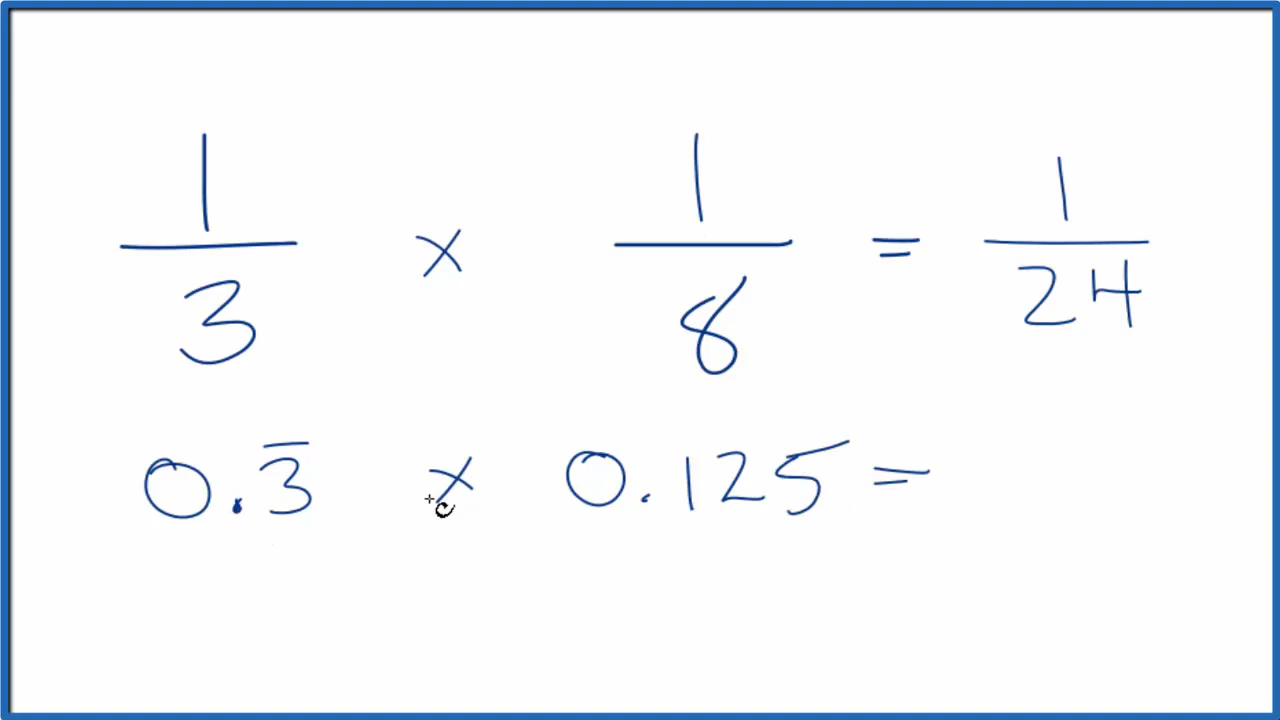 1/3 x 1/8 = 1/24
0.3̅ x 0.125 =